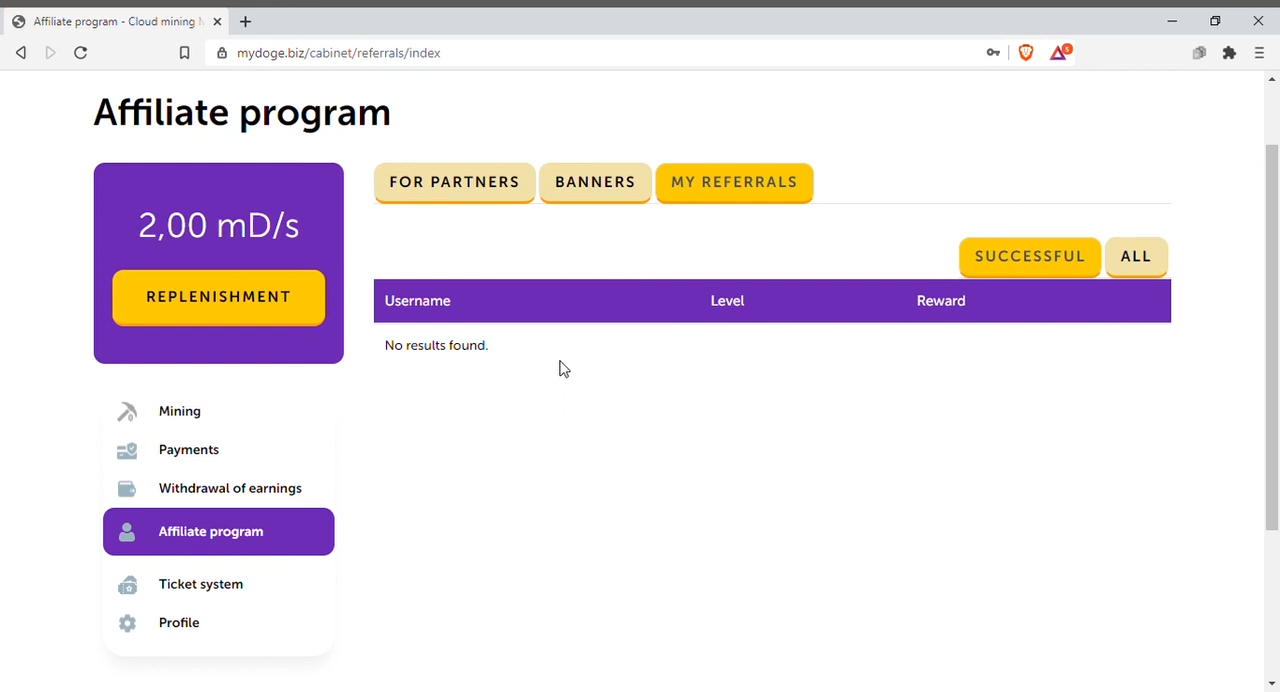 Affiliate program - Cloud mining
mydoge.biz/cabinet/referrals/index
5
Affiliate program
2,00 mD/s
REPLENISHMENT
Mining
Payments
Withdrawal of earnings
Affiliate program
Ticket system
Profile
FOR PARTNERS BANNERS MY REFERRALS
SUCCESSFUL ALL
Username Level Reward
No results found.